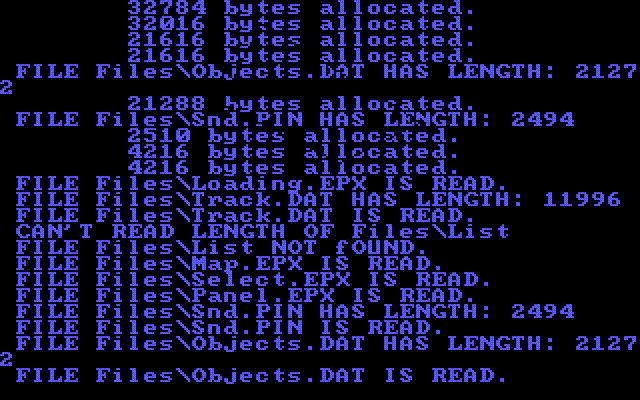 32784 bytes allocated.
32016 bytes allocated.
21616 bytes allocated.
21616 bytes allocated.
FILE Files\Objects.DAT HAS LENGTH: 2127
2
21288 bytes allocated.
FILE Files\Snd.PIN HAS LENGTH: 2494
2510 bytes allocated.
4216 bytes allocated.
4216 bytes allocated.
FILE Files\Loading.EPX IS READ.
FILE Files\Track.DAT HAS LENGTH: 11996
FILE Files\Track.DAT IS READ.
CAN'T READ LENGTH OF Files\List
FILE Files\List NOT fOUND.
FILE Files\Map.EPX IS READ.
FILE Files\Select.EPX IS READ.
FILE Files\Panel.EPX IS READ.
FILE Files\Snd.PIN HAS LENGTH: 2494
FILE Files\Snd.PIN IS READ.
FILE Files\Objects.DAT HAS LENGTH: 2127
2
FILE Files\Objects.DAT IS READ.